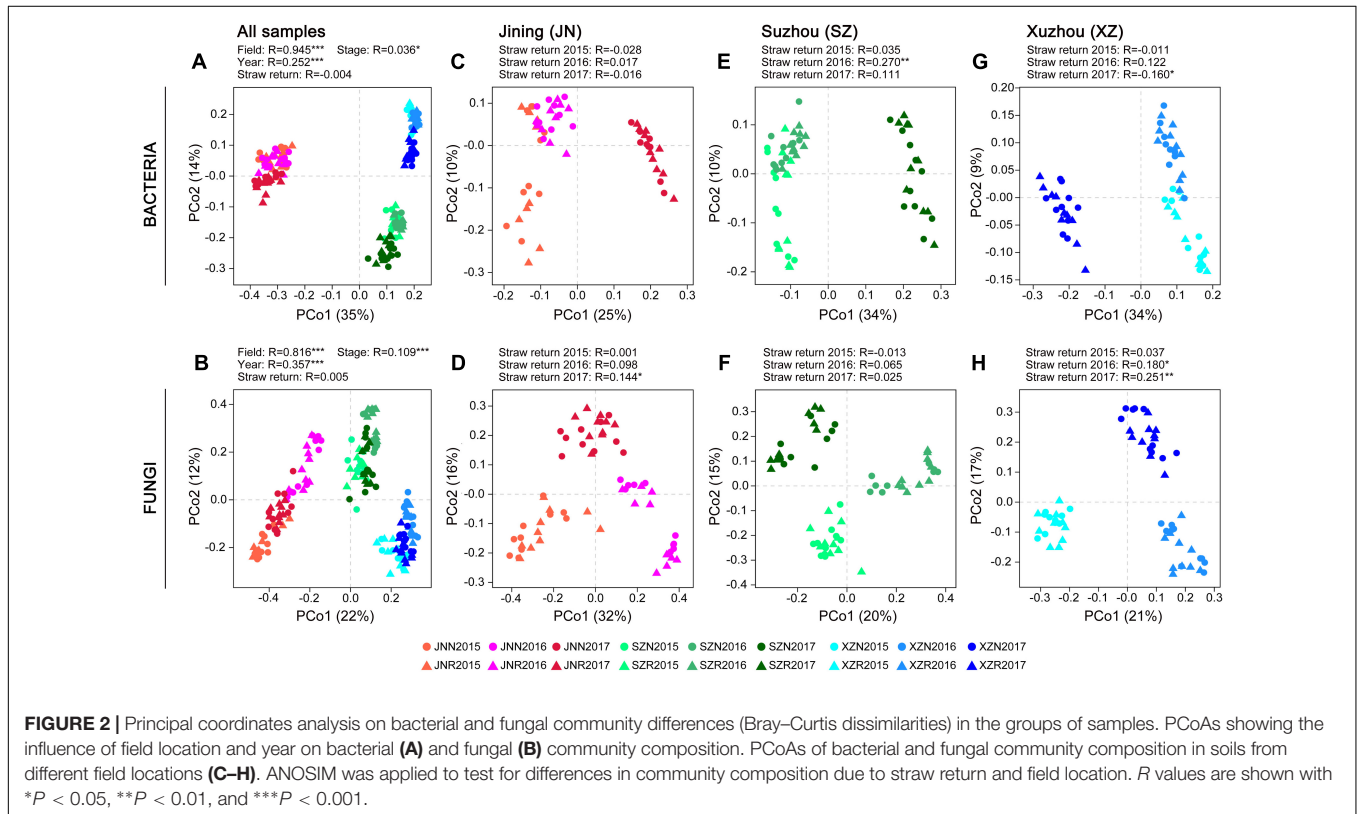 All samples
Jining (JN)
Suzhou (SZ)
Xuzhou (XZ)
A
Field: R=0.945*** Stage: R=0.036*
Year: R=0.252***
Straw return: R=-0.004
C
Straw return 2015: R=-0.028
Straw return 2016: R=0.017
Straw return 2017: R=-0.016
E
Straw return 2015: R=0.035
Straw return 2016: R=0.270**
Straw return 2017: R=0.111
G
Straw return 2015: R=-0.011
Straw return 2016: R=0.122
Straw return 2017: R=-0.160*
BACTERIA
PCo2 (14%)
0.2
0.1
-0.0
-0.1
-0.2
-0.3
-0.4 -0.3 -0.2 -0.1 -0.0 0.1 0.2
PCo1 (35%)
PCo2 (10%)
0.1
-0.0
-0.1
-0.2
-0.3
-0.2 -0.1 -0.0 0.1 0.2 0.3
PCo1 (25%)
PCo2 (10%)
0.1
0.0
-0.1
-0.2
-0.1 0.0 0.1 0.2 0.3
PCo1 (34%)
PCo2 (9%)
0.20
0.15
0.10
0.05
-0.00
-0.05
-0.10
-0.15
-0.3 -0.2 -0.1 -0.0 0.1 0.2
PCo1 (34%)
B
Field: R=0.816*** Stage: R=0.109***
Year: R=0.357***
Straw return: R=0.005
D
Straw return 2015: R=0.001
Straw return 2016: R=0.098
Straw return 2017: R=0.144*
F
Straw return 2015: R=-0.013
Straw return 2016: R=0.065
Straw return 2017: R=0.025
H
Straw return 2015: R=0.037
Straw return 2016: R=0.180*
Straw return 2017: R=0.251**
FUNGI
PCo2 (12%)
0.4
0.2
0.0
-0.2
-0.4 -0.2 0.0 0.2
PCo1 (22%)
PCo2 (16%)
0.3
0.2
0.1
-0.0
-0.1
-0.2
-0.3
-0.4 -0.2 0.0 0.2 0.4
PCo1 (32%)
PCo2 (15%)
0.3
0.2
0.1
0.0
-0.1
-0.2
-0.3
-0.4
-0.2 0.0 0.2 0.4
PCo1 (20%)
PCo2 (17%)
0.3
0.2
0.1
0.0
-0.1
-0.2
-0.3 -0.2 -0.1 0.0 0.1 0.2 0.3
PCo1 (21%)
JNN2015 JNN2016 JNN2017 SZN2015 SZN2016 SZN2017 XZN2015 XZN2016 XZN2017
JNR2015 JNR2016 JNR2017 SZR2015 SZR2016 SZR2017 XZR2015 XZR2016 XZR2017
FIGURE 2 | Principal coordinates analysis on bacterial and fungal community differences (Bray–Curtis dissimilarities) in the groups of samples. PCoAs showing the
influence of field location and year on bacterial (A) and fungal (B) community composition. PCoAs of bacterial and fungal community composition in soils from
different field locations (C–H). ANOSIM was applied to test for differences in community composition due to straw return and field location. R values are shown with
*P < 0.05, **P < 0.01, and ***P < 0.001.